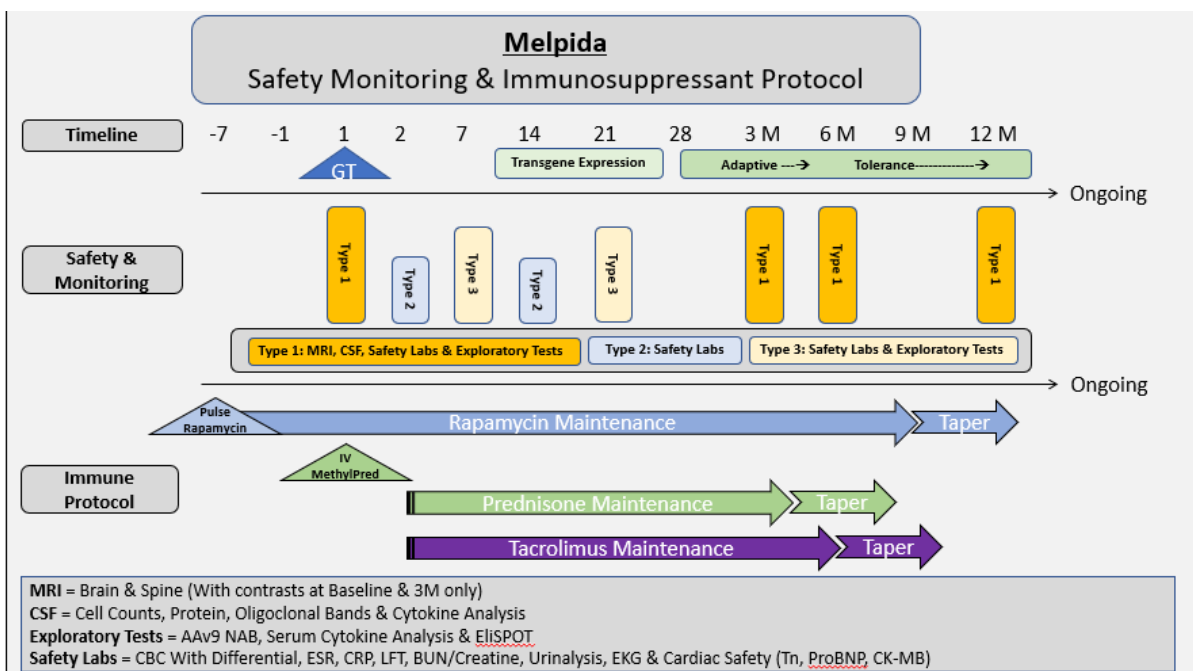 Melpida
Safety Monitoring & Immunosuppressant Protocol
Timeline
-7 -1 1 2 7 14 21 28 3 M 6 M 9 M 12 M
GT
Transgene Expression
Adaptive ---→ Tolerance--------------→
Ongoing
Safety &
Monitoring
Type 1
Type 2
Type 3
Type 2
Type 3
Type 1
Type 1
Type 1
Type 1: MRI, CSF, Safety Labs & Exploratory Tests
Type 2: Safety Labs
Type 3: Safety Labs & Exploratory Tests
Ongoing
Pulse
Rapamycin
Rapamycin Maintenance
Taper
IV
MethylPred
Immune
Protocol
Prednisone Maintenance
Taper
Tacrolimus Maintenance
Taper
MRI = Brain & Spine (With contrasts at Baseline & 3M only)
CSF = Cell Counts, Protein, Oligoclonal Bands & Cytokine Analysis
Exploratory Tests = AAv9 NAB, Serum Cytokine Analysis & EliSPOT
Safety Labs = CBC With Differential, ESR, CRP, LFT, BUN/Creatine, Urinalysis, EKG & Cardiac Safety (Tn, ProBNP, CK-MB)